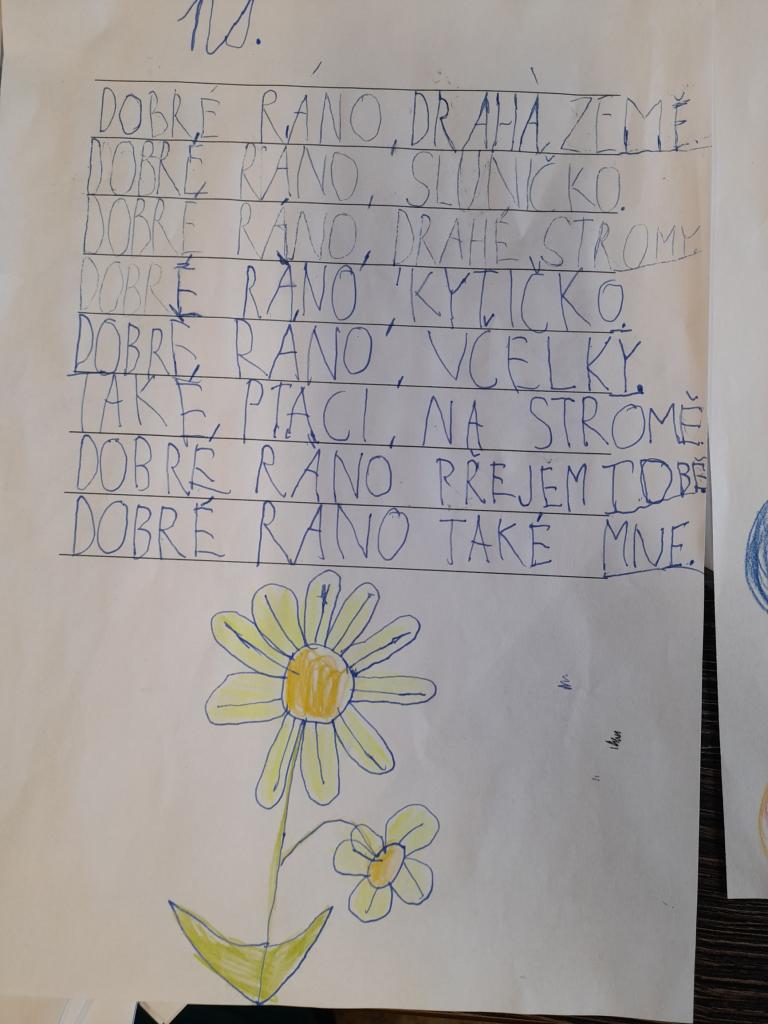 DOBRÉ RÁNO, DRAHÁ ZEMĚ.
DOBRÉ RÁNO, SLUNÍČKO.
DOBRÉ RÁNO, DRAHÉ STROMY.
DOBRÉ RÁNO, KYTIČKO.
DOBRÉ RÁNO, VČELKY.
TAKÉ, PTÁCI, NA STROMĚ
DOBRÉ RÁNO PŘEJEM TOBĚ
DOBRÉ RÁNO TAKÉ MNE.